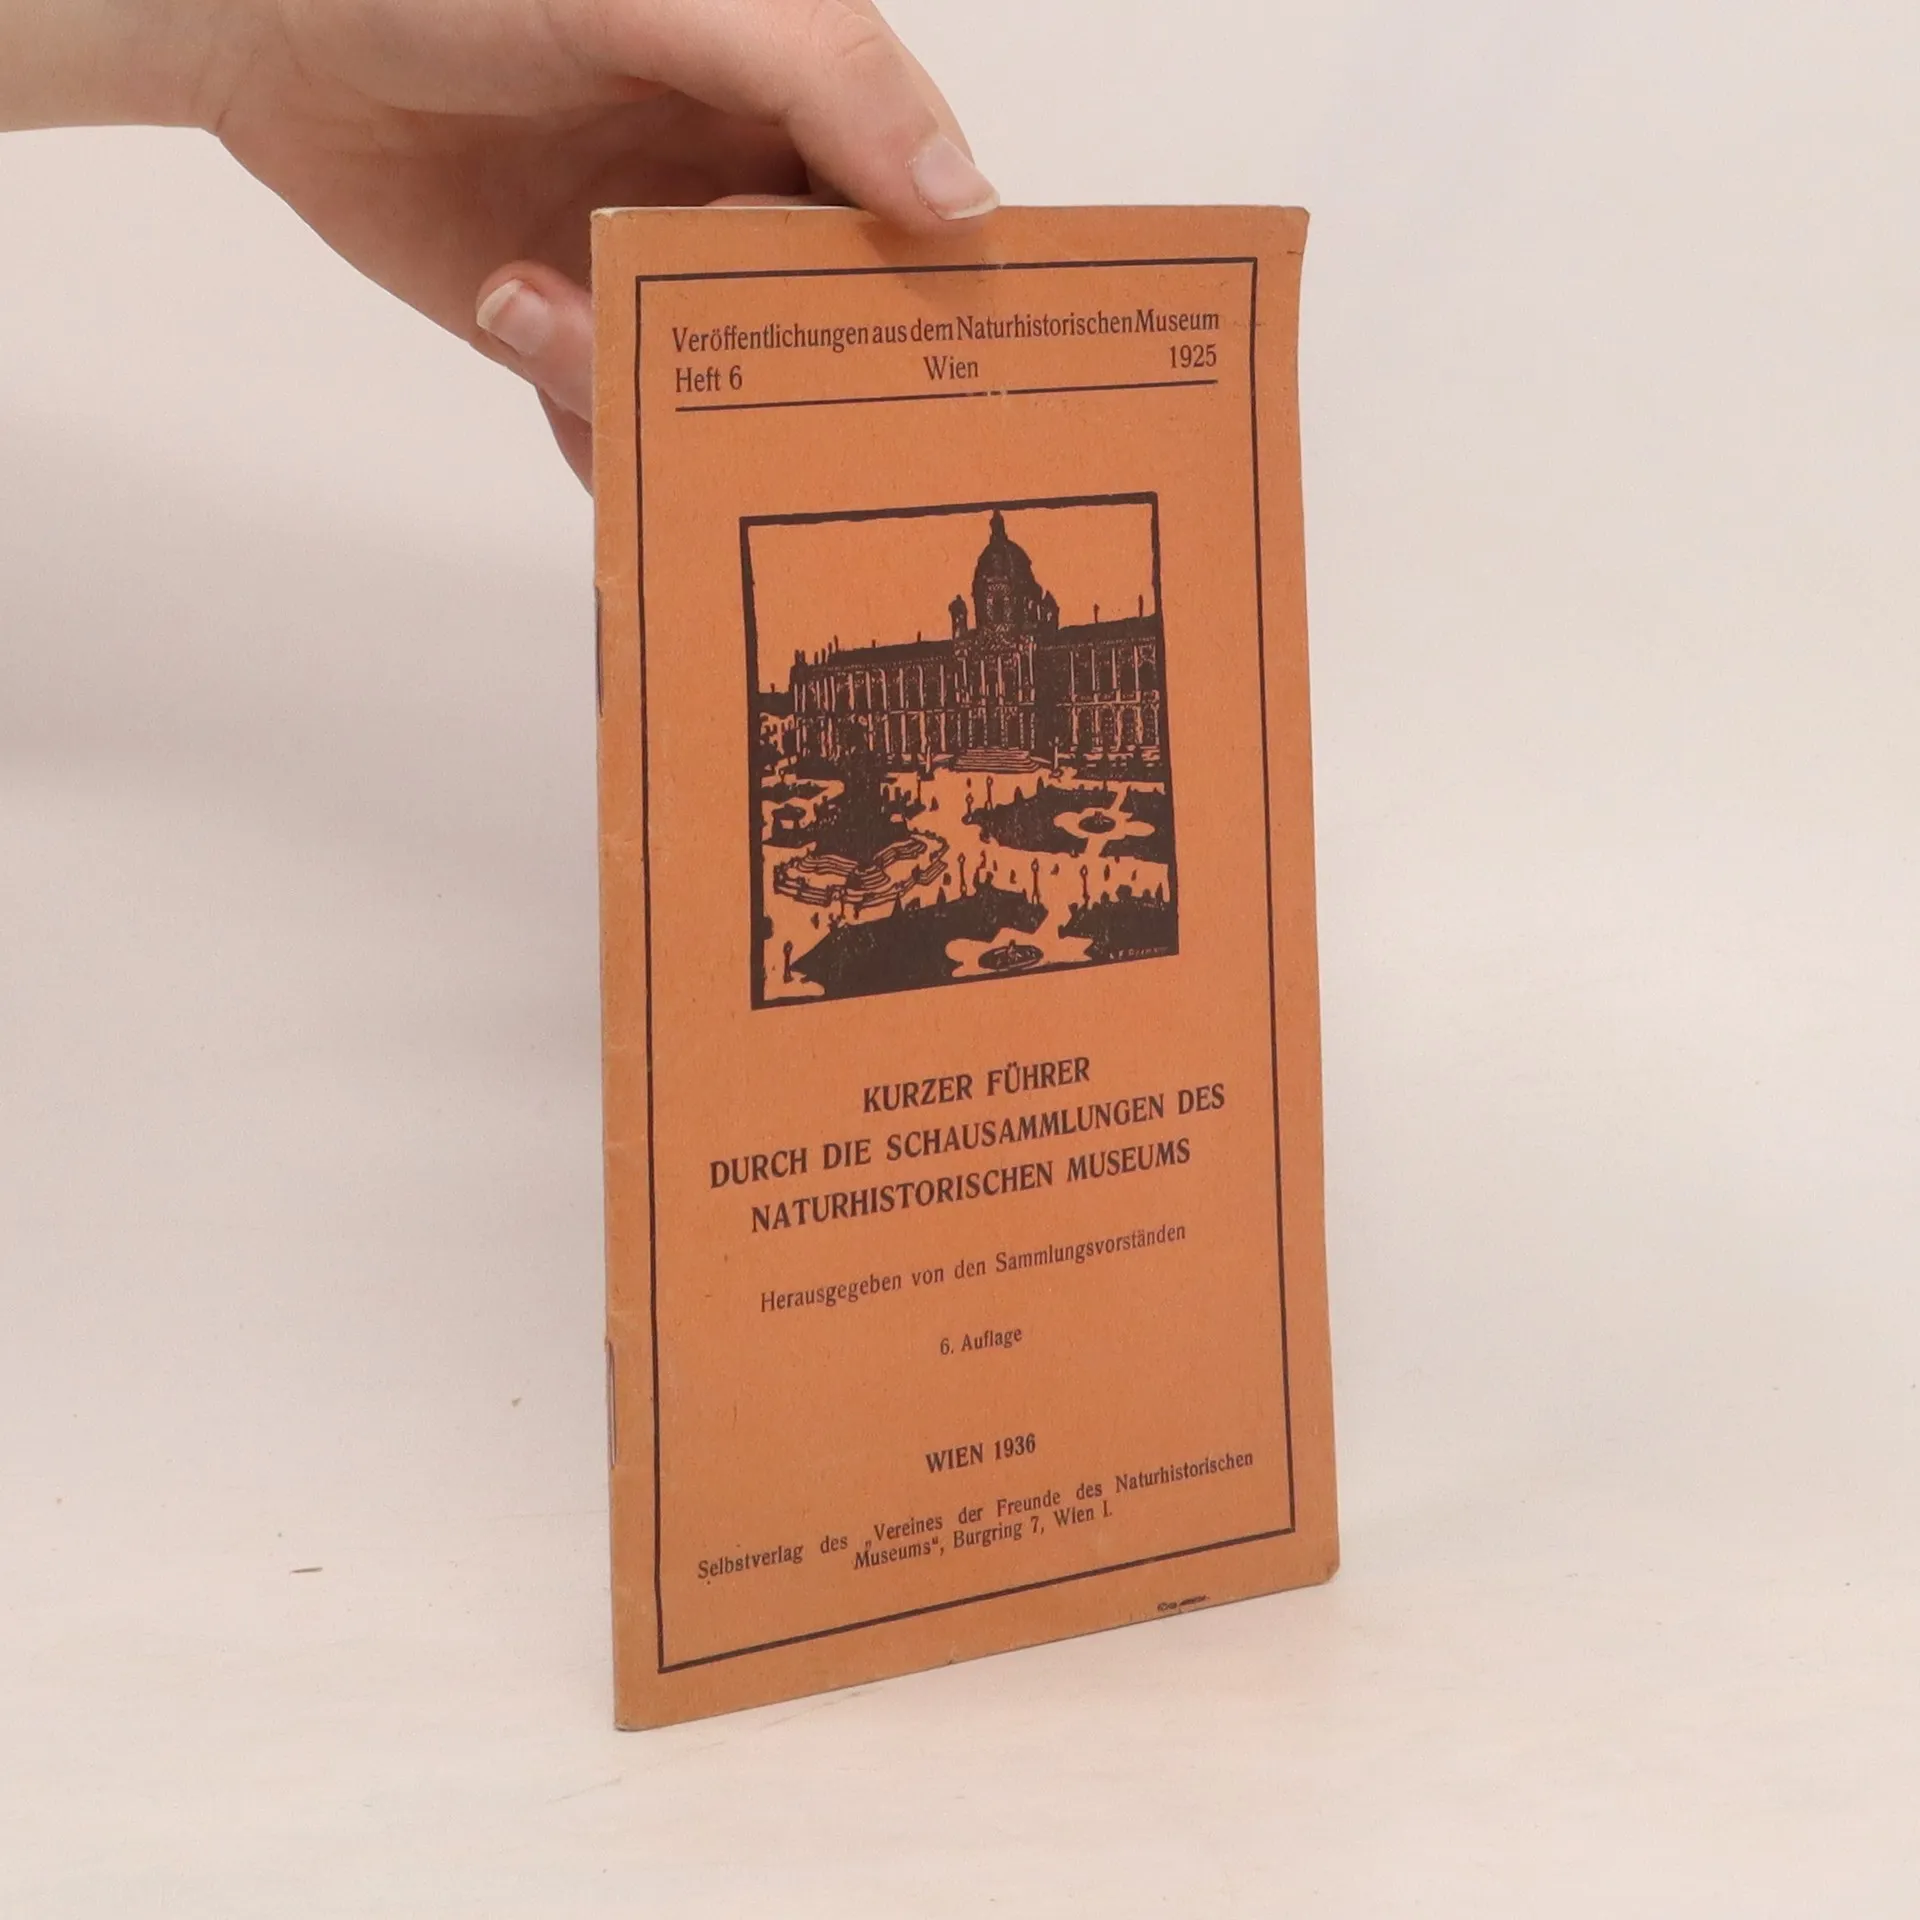 Veröffentlichungen aus dem Naturhistorischen Museum
Heft 6 Wien 1925
KURZER FÜHRER
DURCH DIE SCHAUSAMMLUNGEN DES
NATURHISTORISCHEN MUSEUMS
Herausgegeben von den Sammlungsvorständen
6. Auflage
WIEN 1936
Selbstverlag des „Vereines der Freunde des Naturhistorischen
Museums", Burgring 7, Wien I.